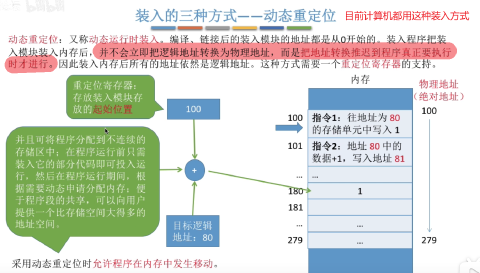 装入的三种方式——动态重定位
目前计算机都用这种装入方式
动态重定位：又称动态运行时装入。编译、链接后的装入模块的地址都是从0开始的。装入程序把装
入模块装入内存后，并不会立即把逻辑地址转换为物理地址，而是把地址转换推迟到程序真正要执行
时才进行。因此装入内存后所有的地址依然是逻辑地址。这种方式需要一个重定位寄存器的支持。
重定位寄存器：
存放装入模块存
放的起始位置
并且可将程序分配到不连续的
存储区中；在程序运行前只需
装入它的部分代码即可投入运
行，然后在程序运行期间，根
据需要动态申请分配内存；便
于程序段的共享，可以向用户
提供一个比存储空间大得多的
地址空间。
100
+
目标逻辑
地址：80
内存
物理地址
（绝对地址）
100
指令1：往地址为 80
的存储单元中写入 1
101
指令2：地址 80 中的
数据+1，写入地址 81
...
...
180
1
181
...
...
279
...
100
279
采用动态重定位时允许程序在内存中发生移动。